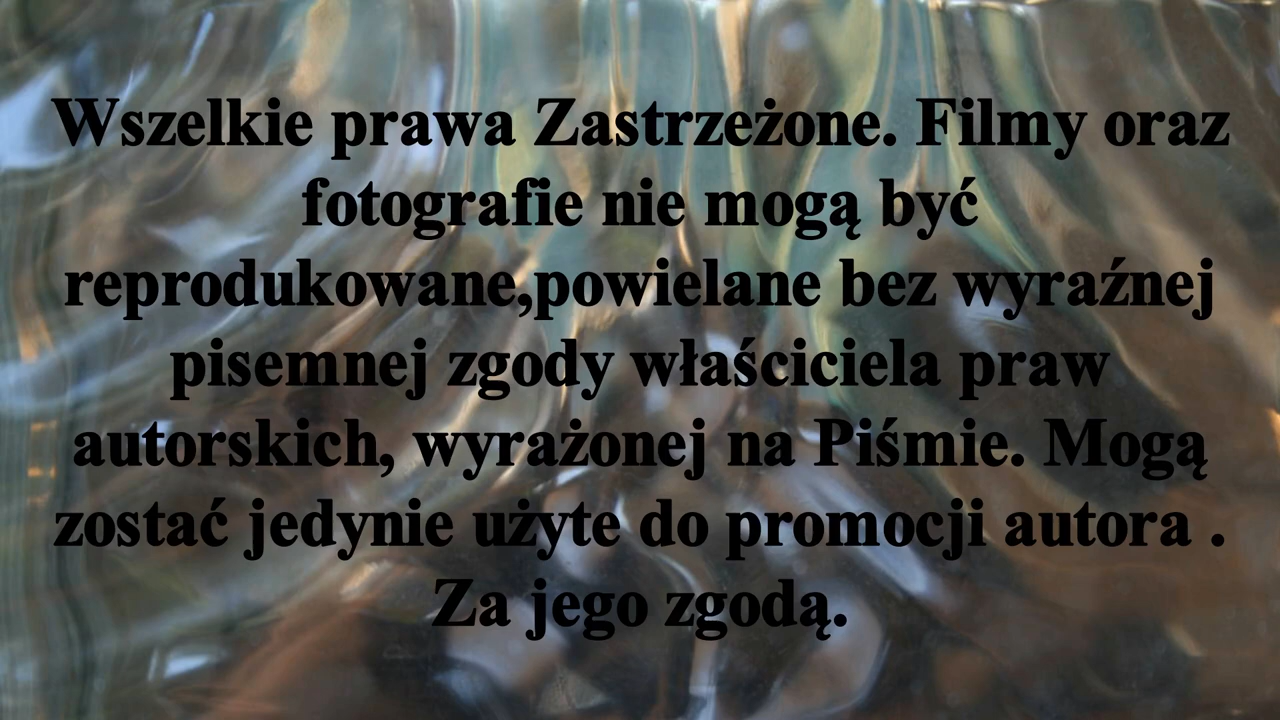 Wszelkie prawa Zastrzeżone. Filmy oraz
fotografie nie mogą być
reprodukowane,powielane bez wyraźnej
pisemnej zgody właściciela praw
autorskich, wyrażonej na Piśmie. Mogą
zostać jedynie użyte do promocji autora .
Za jego zgodą.